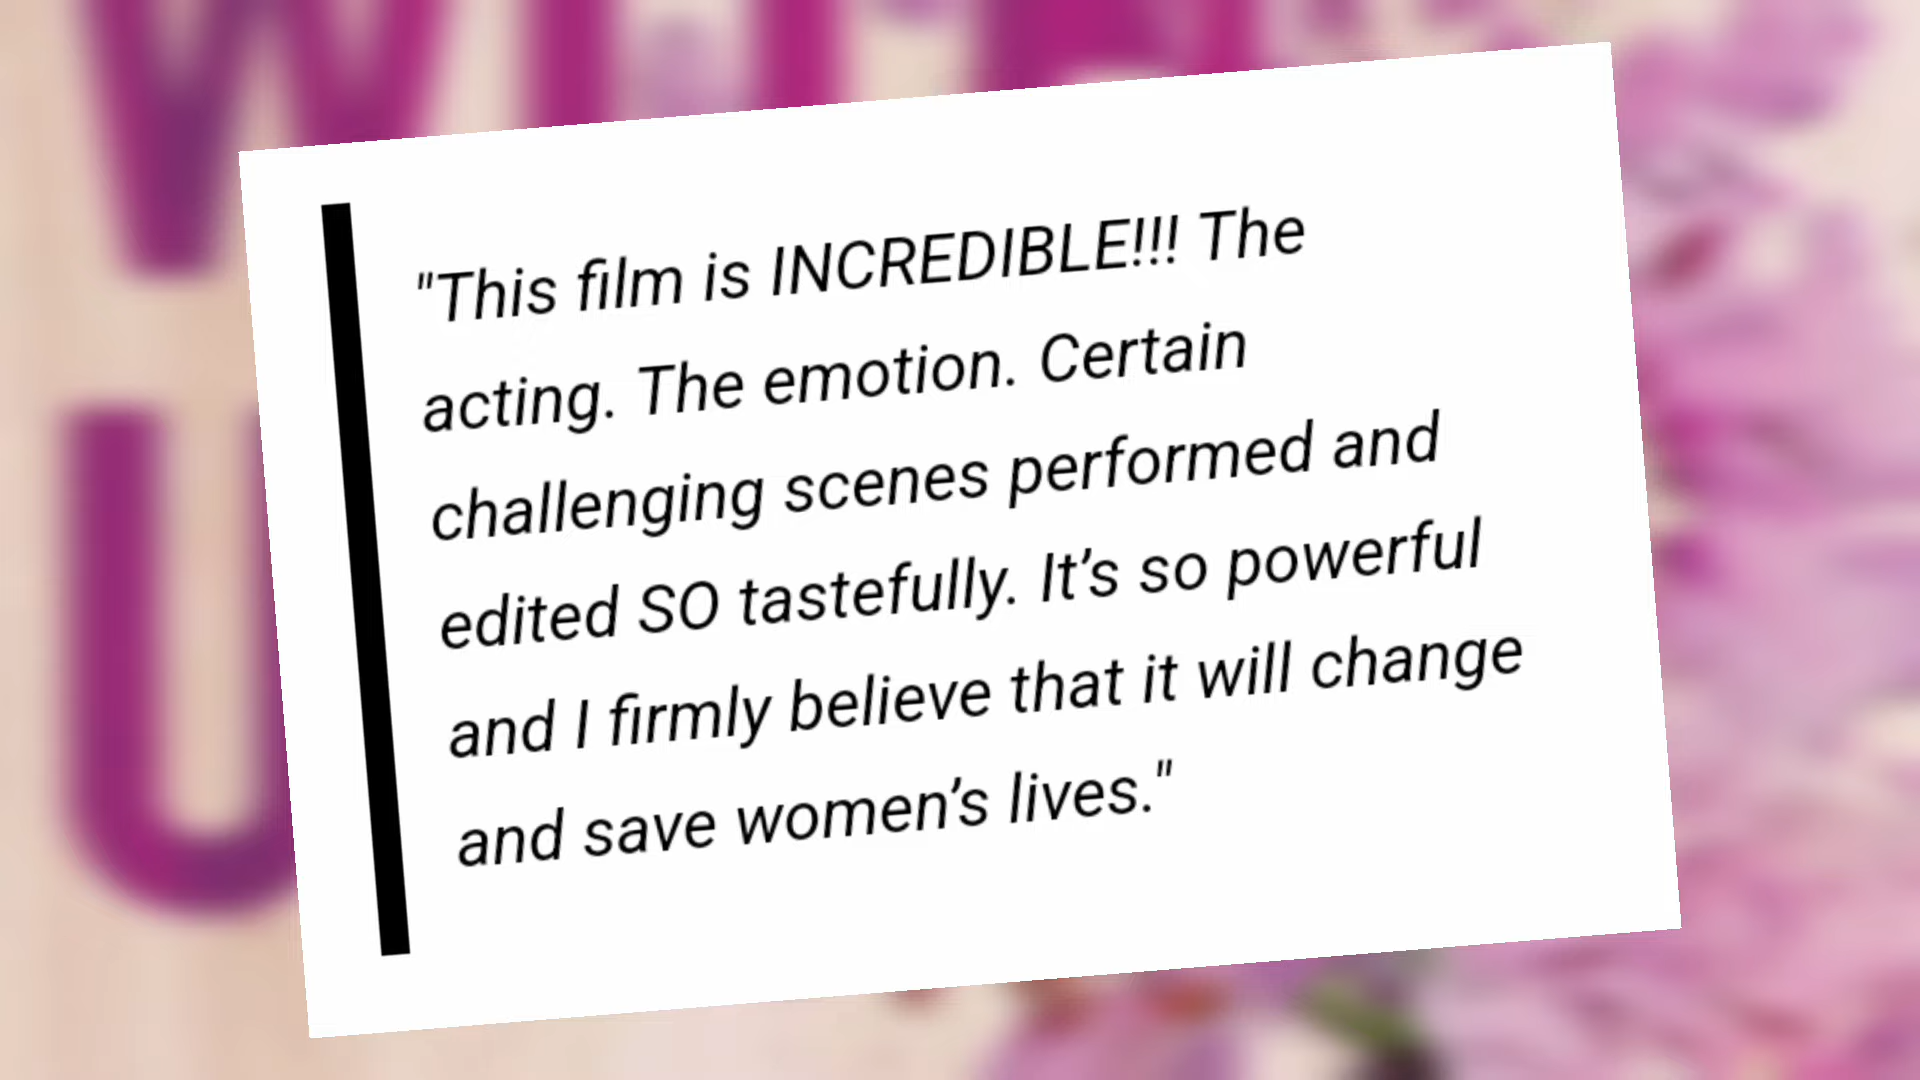 WITH
U
"This film is INCREDIBLE!!! The
acting. The emotion. Certain
challenging scenes performed and
edited SO tastefully. It’s so powerful
and I firmly believe that it will change
and save women’s lives."